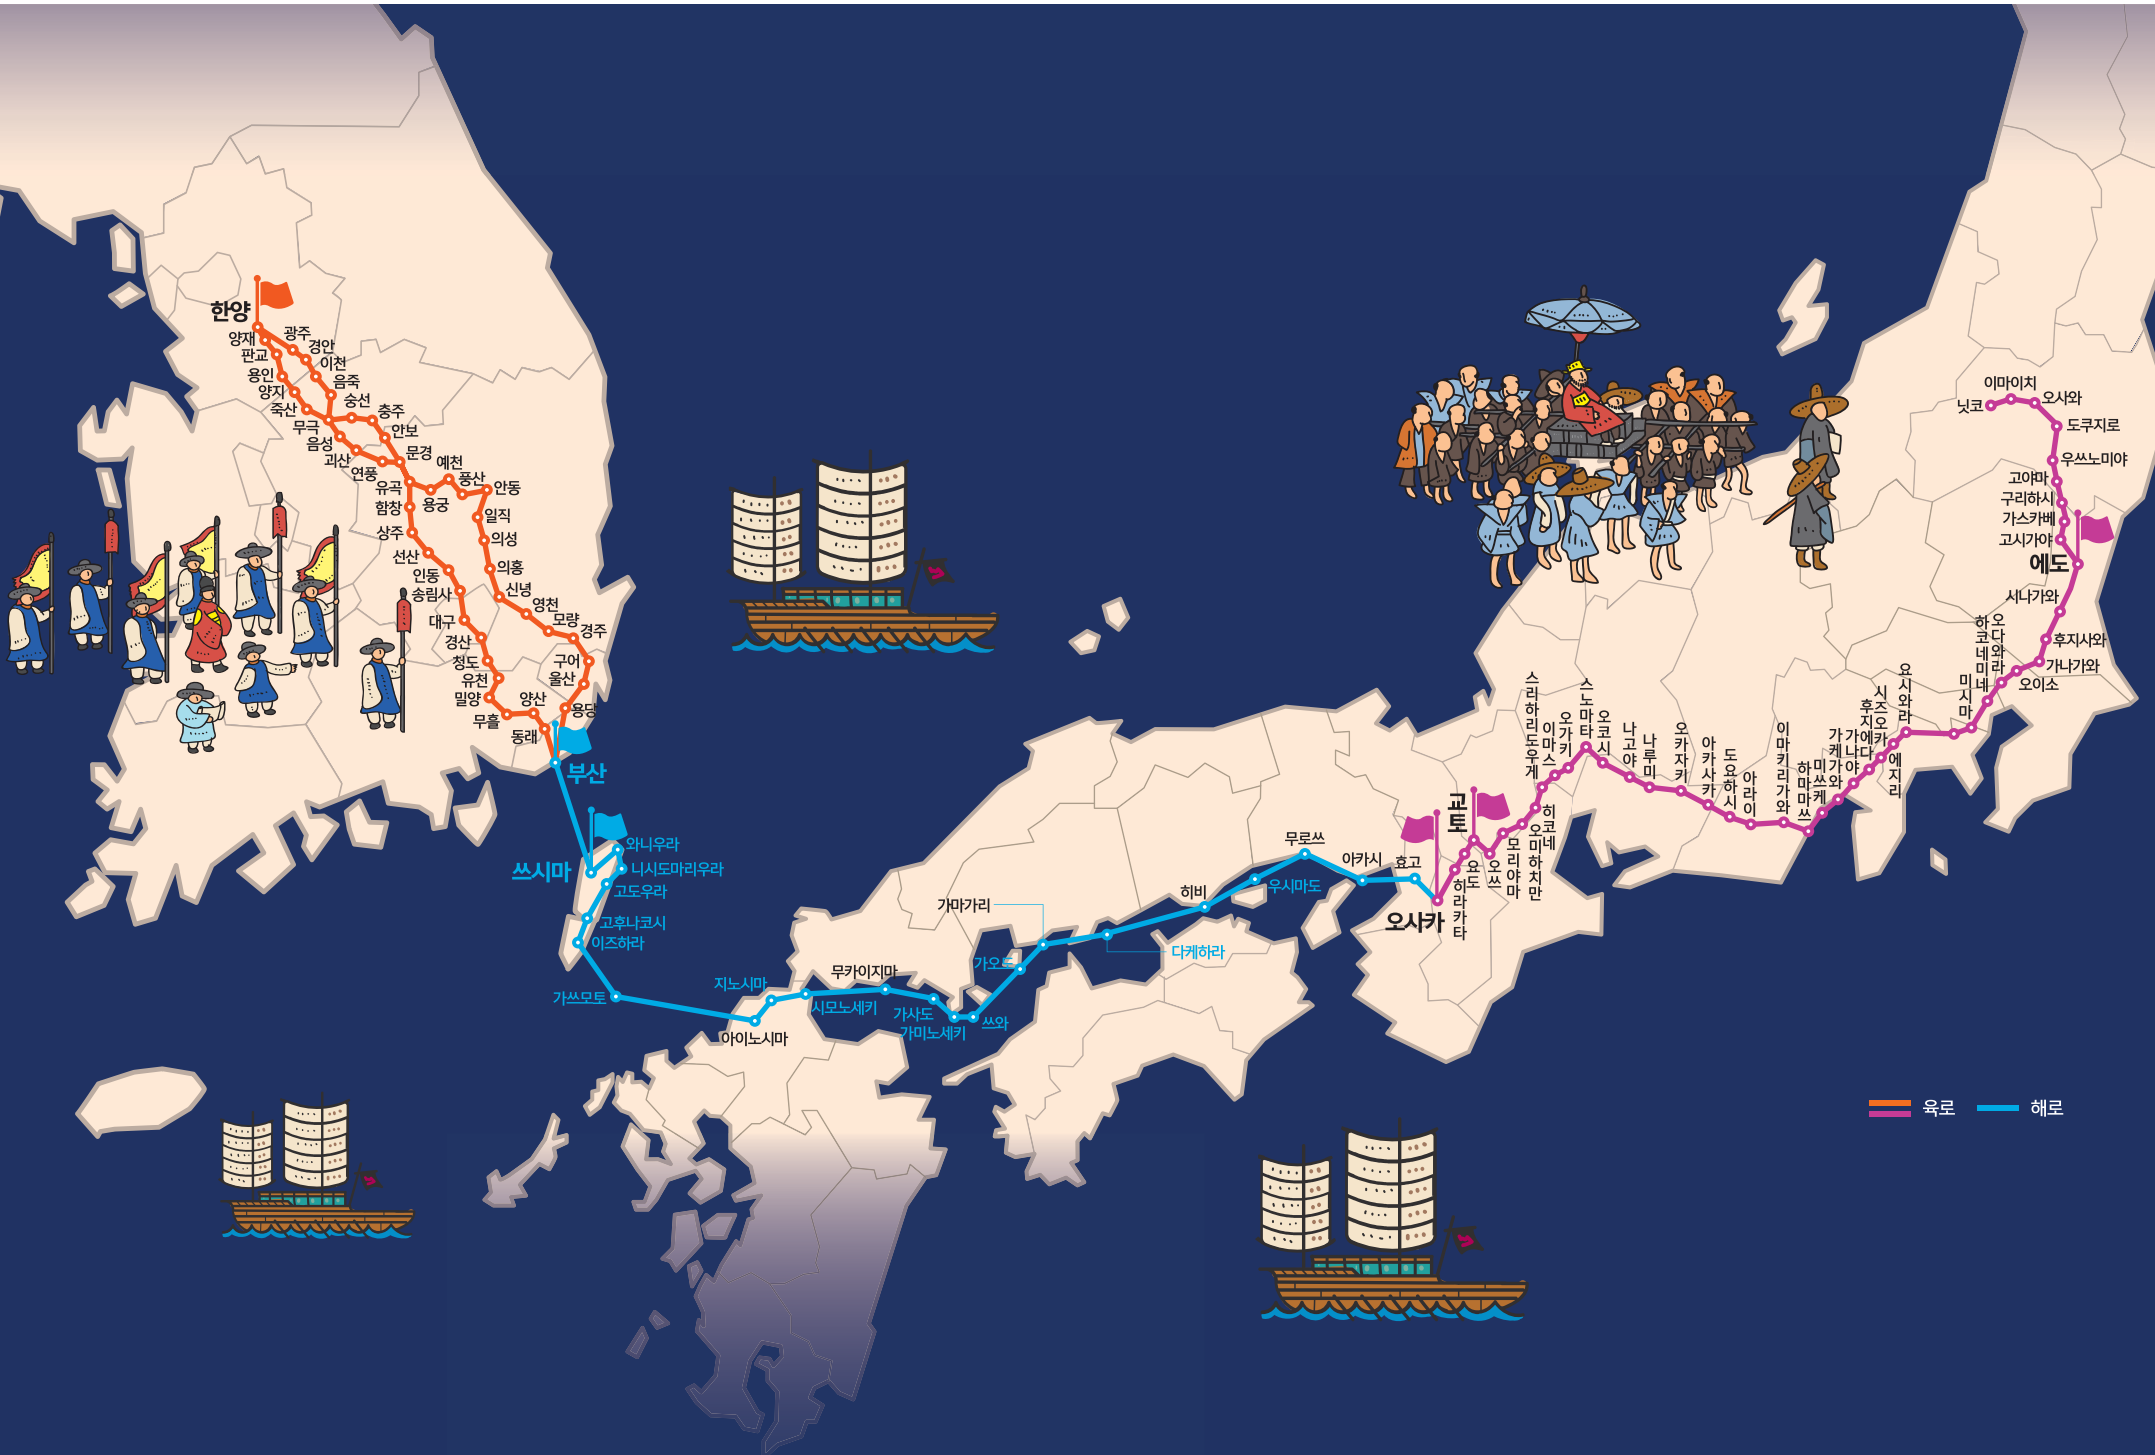 한양
양재
광주
판교
경안
이천
용인
음죽
양지
숭선
죽산
충주
무극
안보
음성
괴산
문경
연풍
예천
유곡
풍산
안동
용궁
함창
일직
상주
의성
선산
의흥
인동
신녕
송림사
영천
모량
대구
경주
경산
청도
구어
유천
울산
밀양
양산
용당
무흘
동래
부산
쓰시마
와니우라
니시도마리우라
고도우라
고후나코시
이즈하라
가쓰모토
지노시마
아이노시마
시모노세키
무카이지마
가사도
가미노세키
쓰와
가오도
가마가리
다케하라
히비
우시마도
무로쓰
아카시
효고
오사카
히라카타
요도
교토
오쓰
모리야마
오미하치만
히코네
스리하리도우게
이마스
오가키
스노마타
오코시
나고야
나루미
오카자키
아카사카
도요하시
아라이
이마키리가와
하마마쓰
미쓰케
가케가와
가나야
후지에다
시즈오카
에지리
요시와라
미시마
하코네미네
오다와라
오이소
가나가와
후지사와
시나가와
에도
고시가야
가스카베
구리하시
고야마
우쓰노미야
도쿠지로
오사와
이마이치
닛코
육로
해로